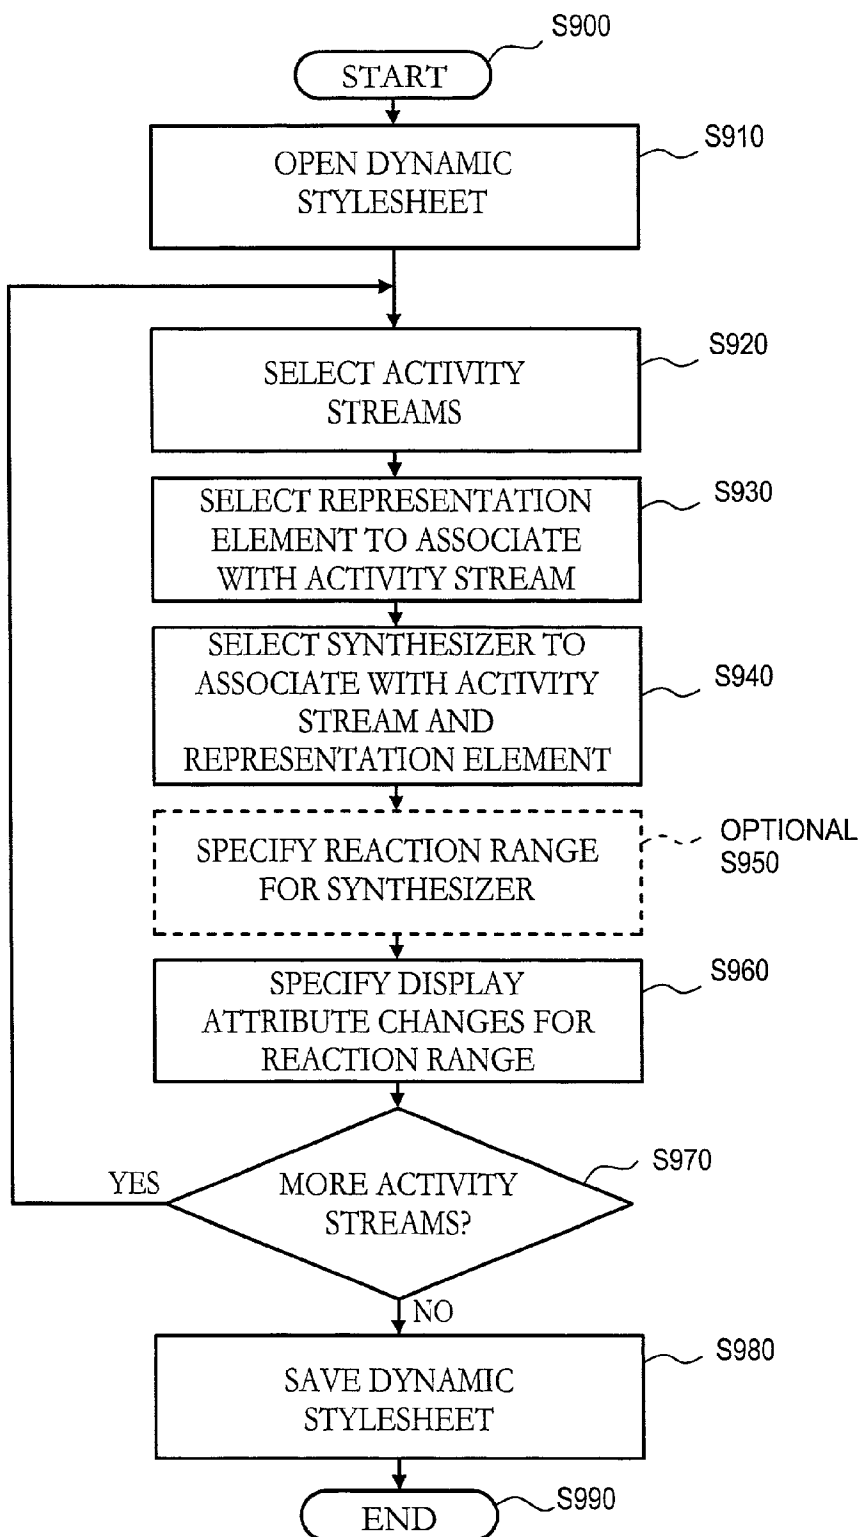 S900
START
S910
OPEN DYNAMIC
STYLESHEET
S920
SELECT ACTIVITY
STREAMS
S930
SELECT REPRESENTATION
ELEMENT TO ASSOCIATE
WITH ACTIVITY STREAM
S940
SELECT SYNTHESIZER TO
ASSOCIATE WITH ACTIVITY
STREAM AND
REPRESENTATION ELEMENT
OPTIONAL
S950
SPECIFY REACTION RANGE
FOR SYNTHESIZER
S960
SPECIFY DISPLAY
ATTRIBUTE CHANGES FOR
REACTION RANGE
S970
YES
MORE ACTIVITY
STREAMS?
NO
S980
SAVE DYNAMIC
STYLESHEET
S990
END